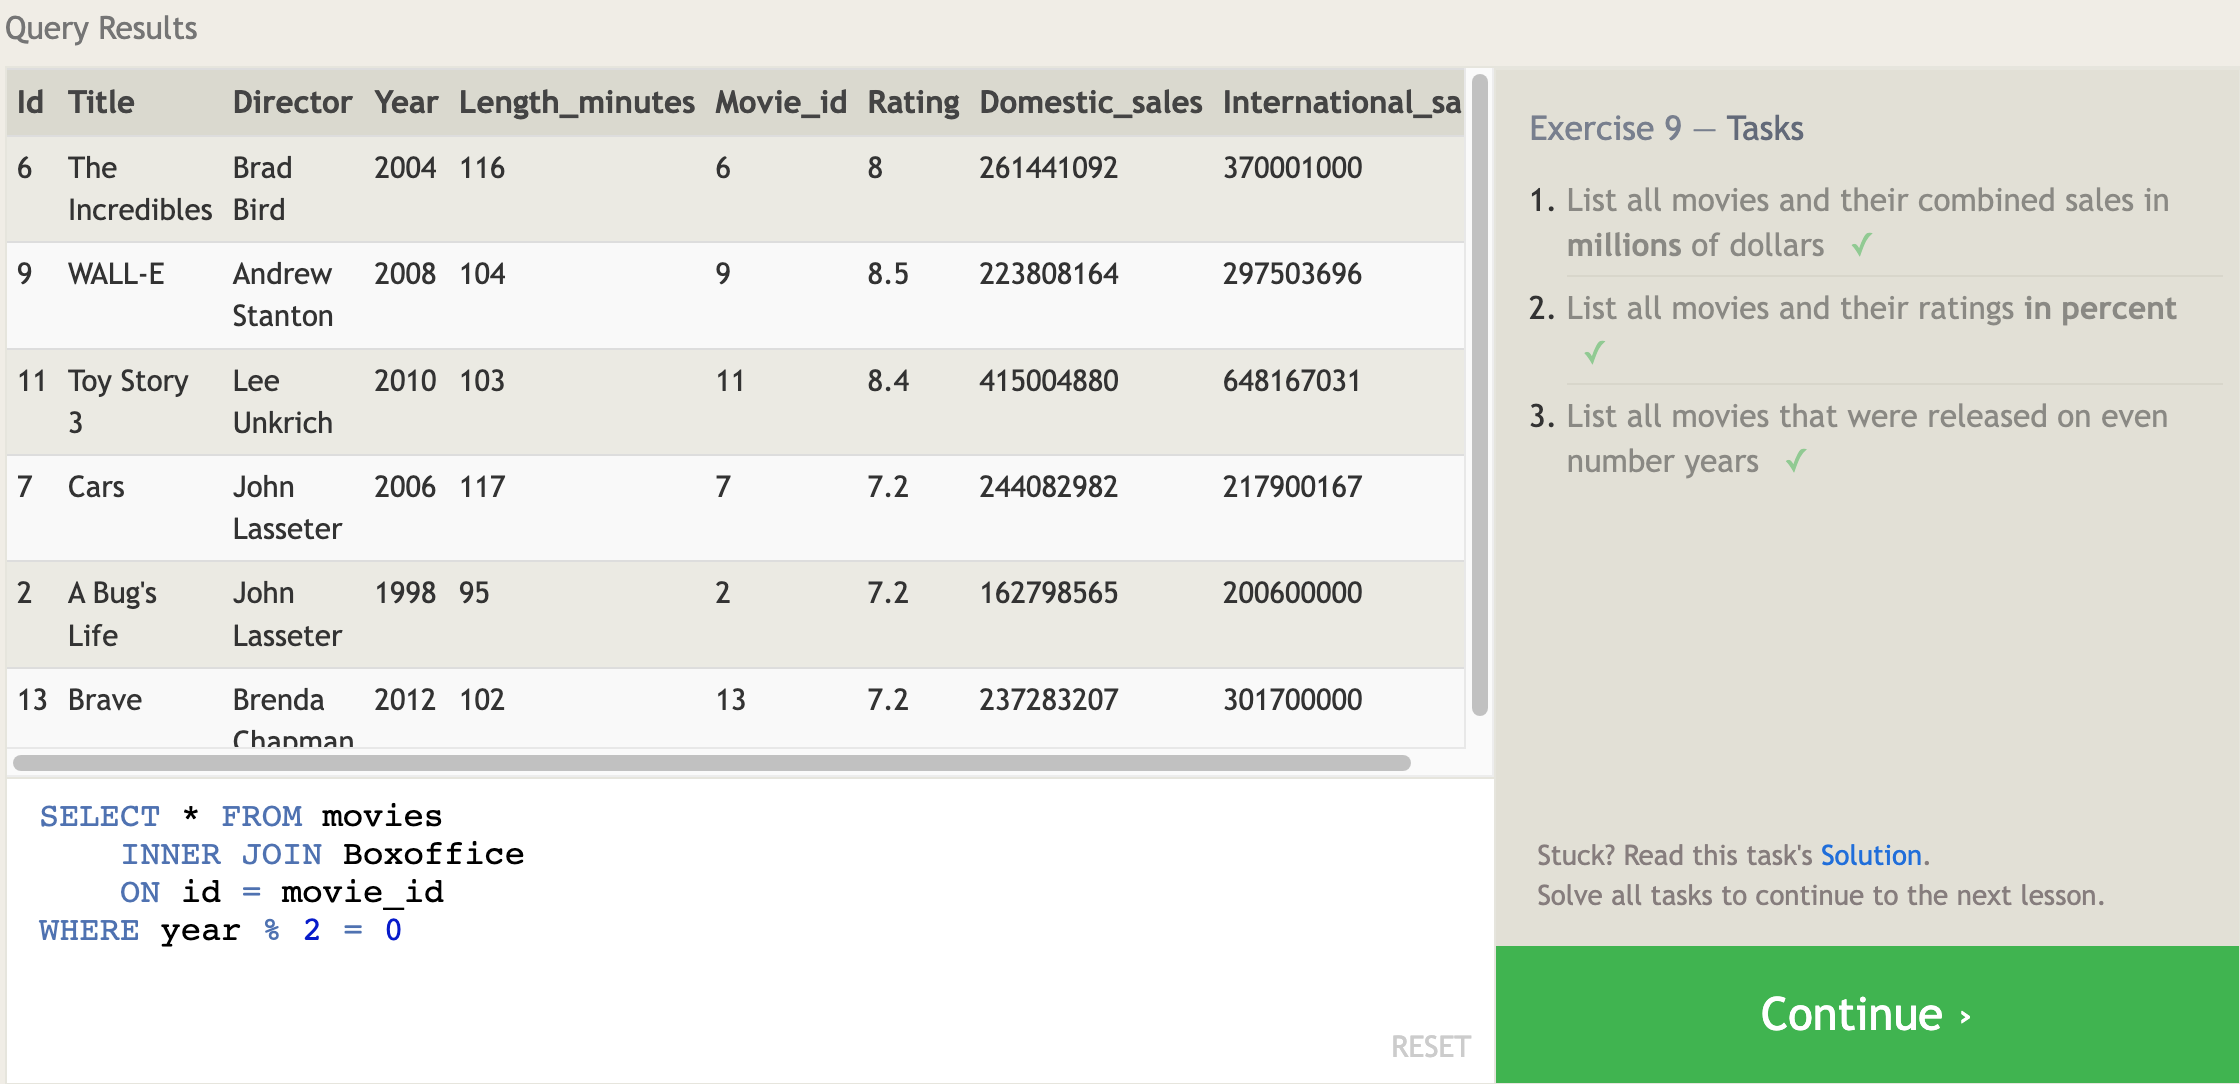 Query Results
Id Title Director Year Length_minutes Movie_id Rating Domestic_sales International_sa
6 The Incredibles Brad Bird 2004 116 6 8 261441092 370001000
9 WALL-E Andrew Stanton 2008 104 9 8.5 223808164 297503696
11 Toy Story 3 Lee Unkrich 2010 103 11 8.4 415004880 648167031
7 Cars John Lasseter 2006 117 7 7.2 244082982 217900167
2 A Bug's Life John Lasseter 1998 95 2 7.2 162798565 200600000
13 Brave Brenda Chapman 2012 102 13 7.2 237283207 301700000
SELECT * FROM movies
INNER JOIN Boxoffice
ON id = movie_id
WHERE year % 2 = 0
RESET
Exercise 9 — Tasks
1. List all movies and their combined sales in
millions of dollars ✓
2. List all movies and their ratings in percent
✓
3. List all movies that were released on even
number years ✓
Stuck? Read this task's Solution.
Solve all tasks to continue to the next lesson.
Continue ›